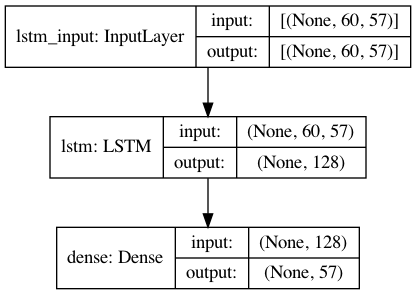 lstm_input: InputLayer
input:
[(None, 60, 57)]
output:
[(None, 60, 57)]
lstm: LSTM
input:
(None, 60, 57)
output:
(None, 128)
dense: Dense
input:
(None, 128)
output:
(None, 57)